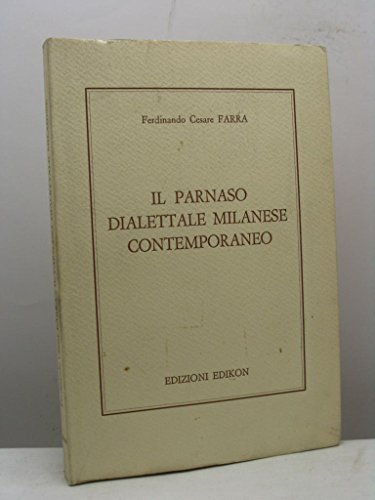 Ferdinando Cesare FARRA
IL PARNASO
DIALETTALE MILANESE
CONTEMPORANEO
EDIZIONI EDIKON